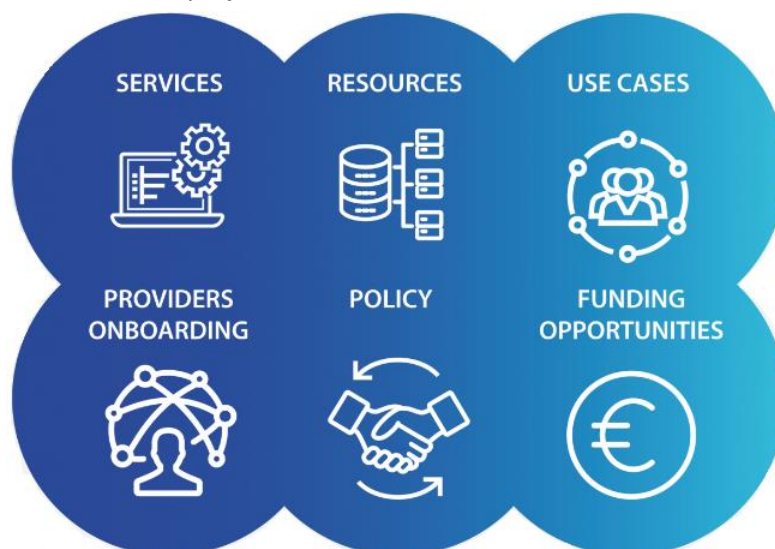 SERVICES
RESOURCES
USE CASES
PROVIDERS
ONBOARDING
POLICY
FUNDING
OPPORTUNITIES